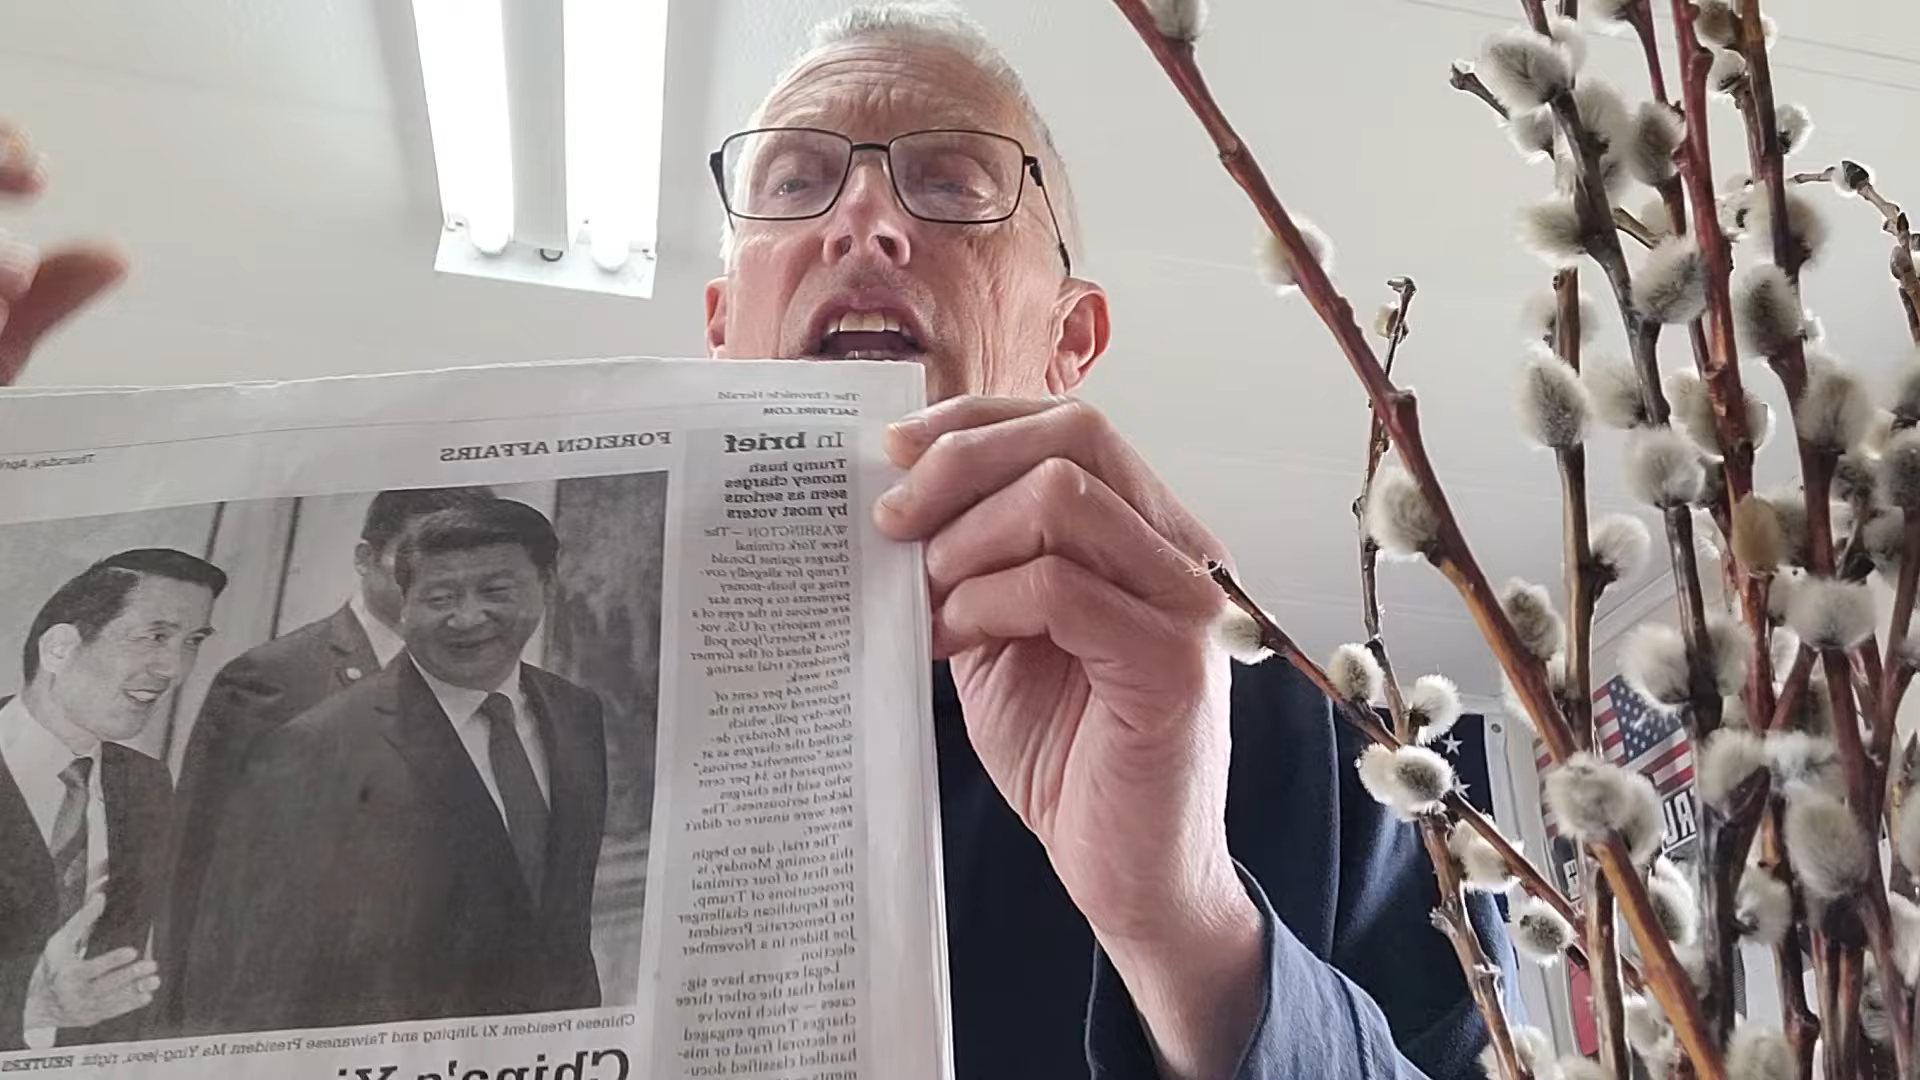 The Chronicle Herald
SALTWIRE.COM
Thursday, Apri
FOREIGN AFFAIRS
In brief
Trump hush
money charges
seen as serious
by most voters
WASHINGTON — The
New York criminal
charges against Donald
Trump for allegedly cov-
ering up hush-money
payments to a porn star
are serious in the eyes of a
firm majority of U.S. vot-
ers, a Reuters/Ipsos poll
found ahead of the former
president's trial starting
next week.
Some 64 per cent of
registered voters in the
five-day poll, which
closed on Monday, de-
scribed the charges as at
least "somewhat serious,"
compared to 34 per cent
who said the charges
lacked seriousness. The
rest were unsure or didn't
answer.
The trial, due to begin
this coming Monday, is
the first of four criminal
prosecutions of Trump,
the Republican challenger
to Democratic President
Joe Biden in a November
election.
Legal experts have sig-
naled that the other three
cases — which involve
charges Trump engaged
in electoral fraud or mis-
handled classified docu-
ments
Chinese President Xi Jinping and Taiwanese President Ma Ying-jeou, right. REUTERS
China's Xi